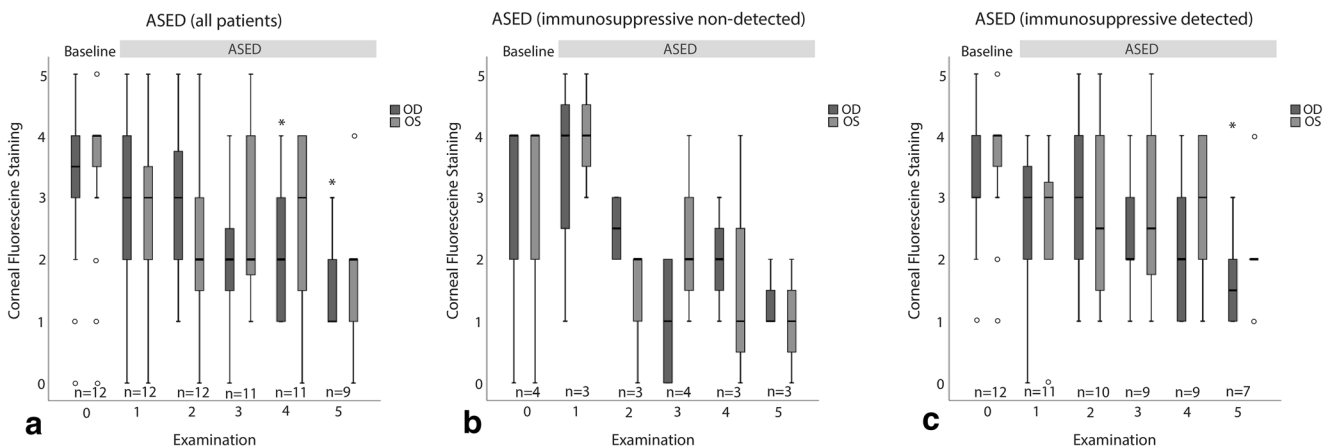 ASED (all patients)
Baseline ASED
5
4
3
2
1
0
Corneal Fluoresceine Staining
OD
OS
*
*
n=12 n=12 n=12 n=11 n=11 n=9
0 1 2 3 4 5
Examination
a
ASED (immunosuppressive non-detected)
Baseline ASED
5
4
3
2
1
0
Corneal Fluoresceine Staining
OD
OS
n=4 n=3 n=3 n=4 n=3 n=3
0 1 2 3 4 5
Examination
b
ASED (immunosuppressive detected)
Baseline ASED
5
4
3
2
1
0
Corneal Fluoresceine Staining
OD
OS
*
n=12 n=11 n=10 n=9 n=9 n=7
0 1 2 3 4 5
Examination
c